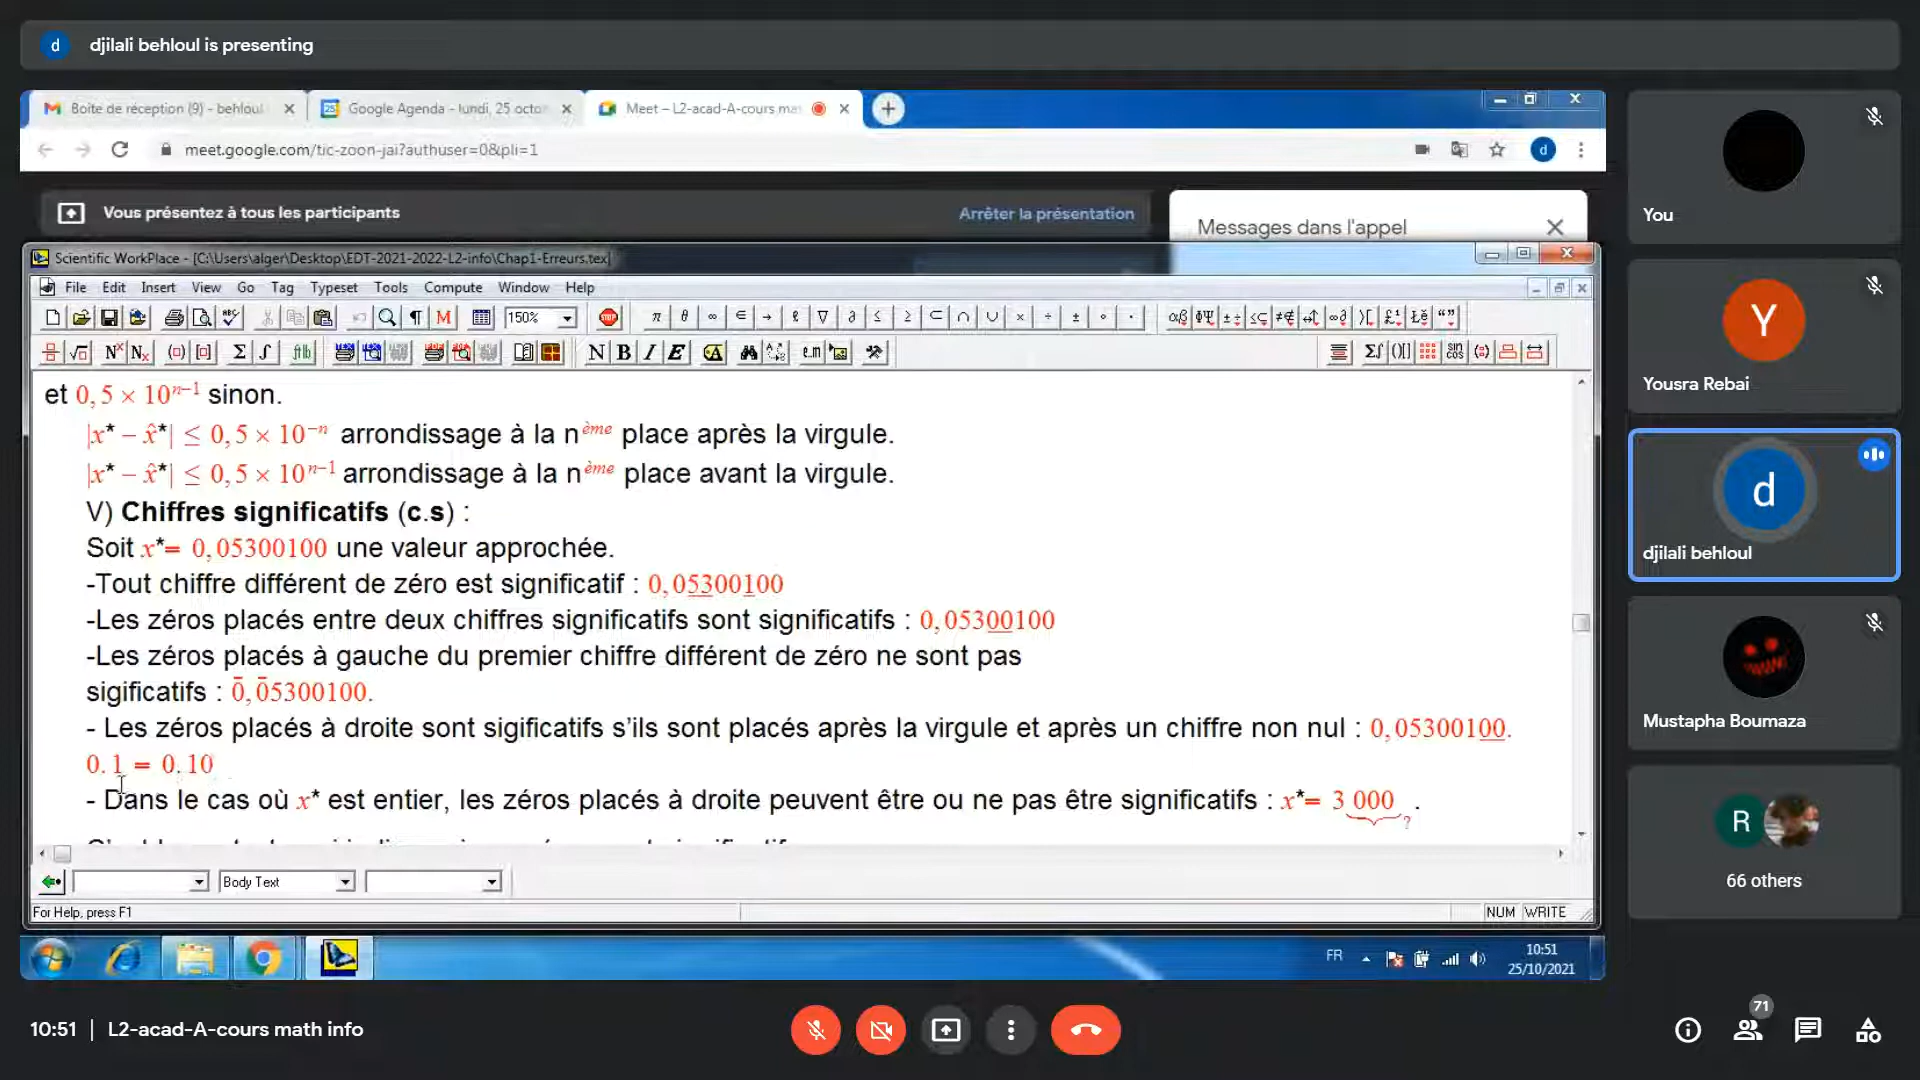 d djilali behloul is presenting
Boîte de réception (9) - behloul
Google Agenda - lundi, 25 octo
Meet – L2-acad-A-cours ma
meet.google.com/tic-zoon-jai?authuser=0&pli=1
d
Vous présentez à tous les participants
Arrêter la présentation
Messages dans l'appel
Scientific WorkPlace - [C:\Users\alger\Desktop\EDT-2021-2022-L2-info\Chap1-Erreurs.tex]
File Edit Insert View Go Tag Typeset Tools Compute Window Help
150%
et 0,5 × 10^{n-1} sinon.
|x* – x̂*| ≤ 0,5 × 10^{-n} arrondissage à la n^{ème} place après la virgule.
|x* – x̂*| ≤ 0,5 × 10^{n-1} arrondissage à la n^{ème} place avant la virgule.
V) Chiffres significatifs (c.s) :
Soit x*= 0,05300100 une valeur approchée.
-Tout chiffre différent de zéro est significatif : 0,05300100
-Les zéros placés entre deux chiffres significatifs sont significatifs : 0,05300100
-Les zéros placés à gauche du premier chiffre différent de zéro ne sont pas
sigificatifs : 0̄,0̄5300100.
- Les zéros placés à droite sont sigificatifs s'ils sont placés après la virgule et après un chiffre non nul : 0,05300100.
0.1 = 0.10
- Dans le cas où x* est entier, les zéros placés à droite peuvent être ou ne pas être significatifs : x*= 3 000 ? .
Body Text
For Help, press F1
NUM WRITE
FR
10:51
25/10/2021
You
Y
Yousra Rebai
d
djilali behloul
Mustapha Boumaza
R
66 others
10:51 | L2-acad-A-cours math info
71